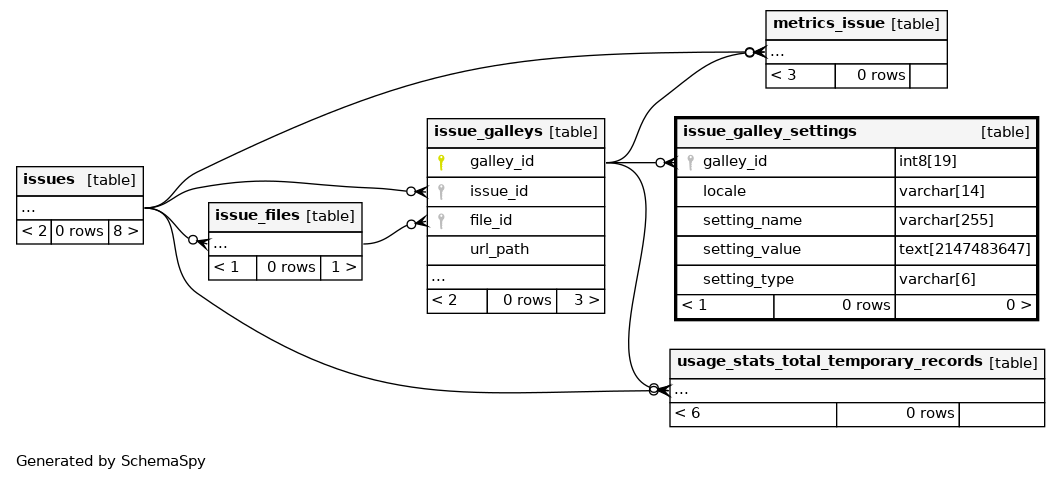 metrics_issue [table]
...
< 3 0 rows
issue_galleys [table]
galley_id
issue_id
file_id
url_path
...
< 2 0 rows 3 >
issue_galley_settings [table]
galley_id int8[19]
locale varchar[14]
setting_name varchar[255]
setting_value text[2147483647]
setting_type varchar[6]
< 1 0 rows 0 >
issues [table]
...
< 2 0 rows 8 >
issue_files [table]
...
< 1 0 rows 1 >
usage_stats_total_temporary_records [table]
...
< 6 0 rows
Generated by SchemaSpy